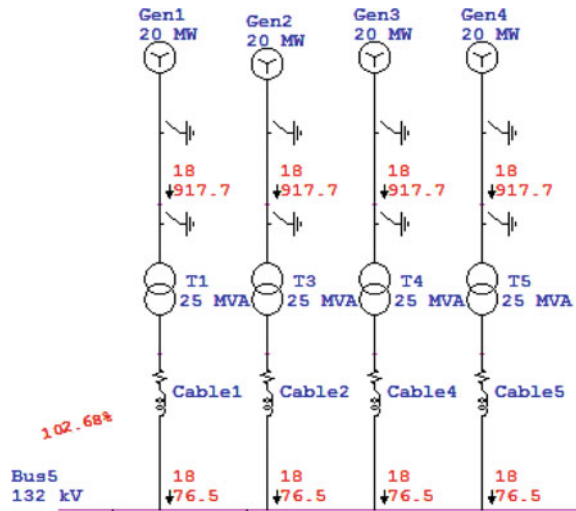 Gen1 Gen2 Gen3 Gen4
20 MW 20 MW 20 MW 20 MW
18 18 18 18
917.7 917.7 917.7 917.7
T1 T3 T4 T5
25 MVA 25 MVA 25 MVA 25 MVA
Cable1 Cable2 Cable4 Cable5
102.68%
Bus5 18 18 18 18
132 kV 76.5 76.5 76.5 76.5